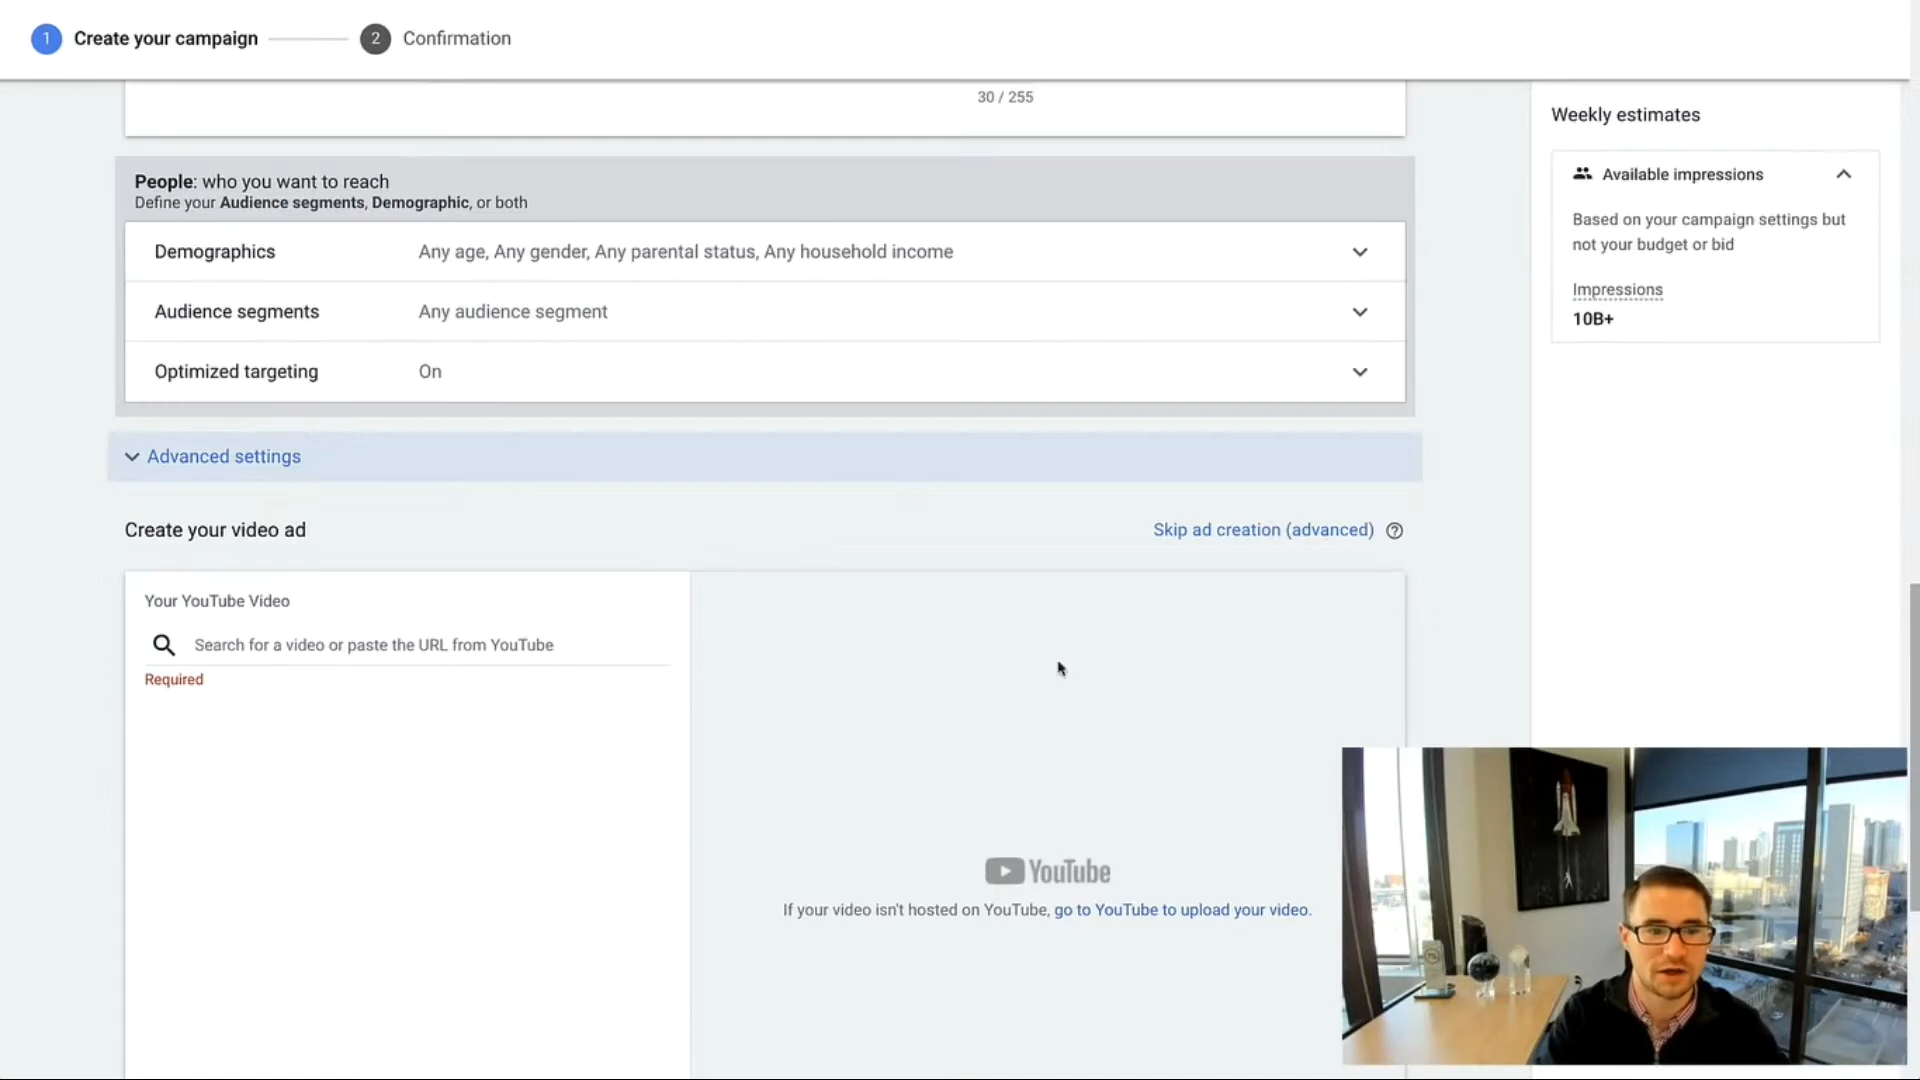 1 Create your campaign 2 Confirmation
30 / 255
People: who you want to reach
Define your Audience segments, Demographic, or both
Demographics Any age, Any gender, Any parental status, Any household income
Audience segments Any audience segment
Optimized targeting On
Advanced settings
Create your video ad Skip ad creation (advanced)
Your YouTube Video
Search for a video or paste the URL from YouTube
Required
YouTube
If your video isn't hosted on YouTube, go to YouTube to upload your video.
Weekly estimates
Available impressions
Based on your campaign settings but
not your budget or bid
Impressions
10B+